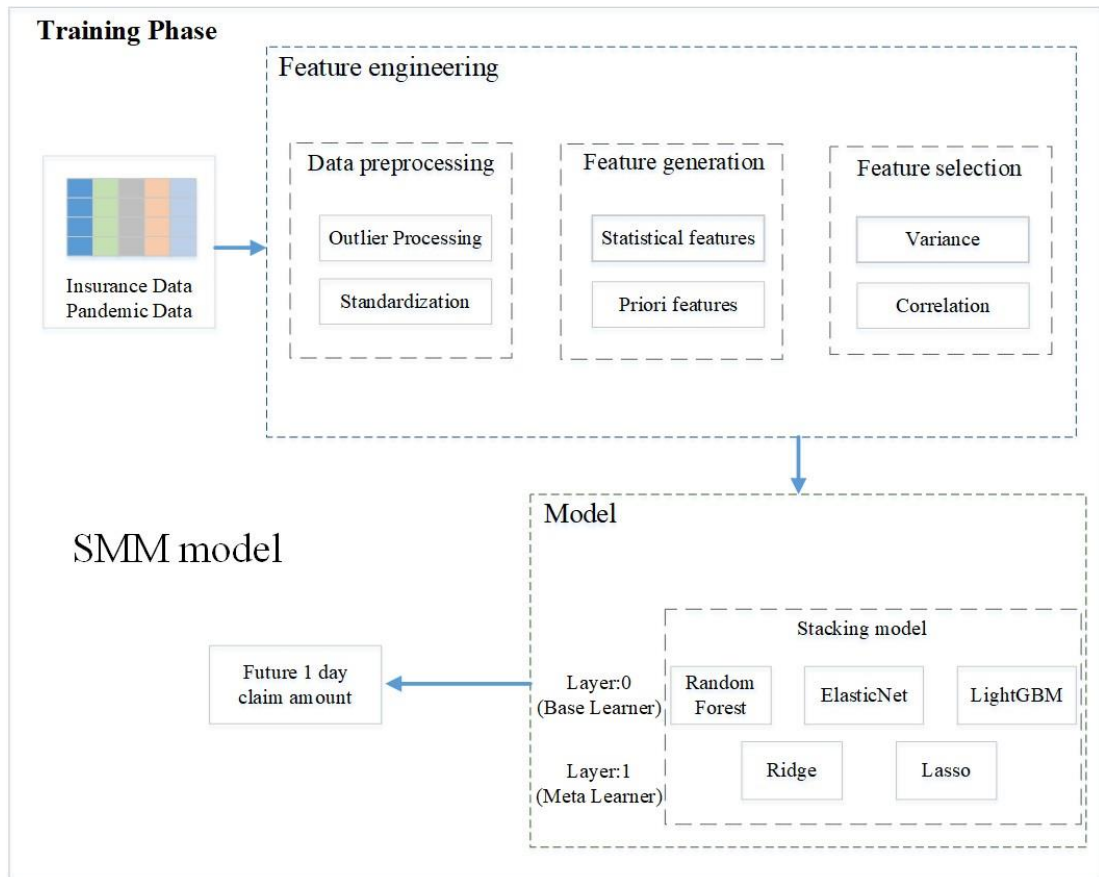 Training Phase
Feature engineering
Data preprocessing
Outlier Processing
Standardization
Feature generation
Statistical features
Priori features
Feature selection
Variance
Correlation
Insurance Data
Pandemic Data
SMM model
Model
Stacking model
Layer:0
(Base Learner)
Random
Forest
ElasticNet
LightGBM
Layer:1
(Meta Learner)
Ridge
Lasso
Future 1 day
claim amount